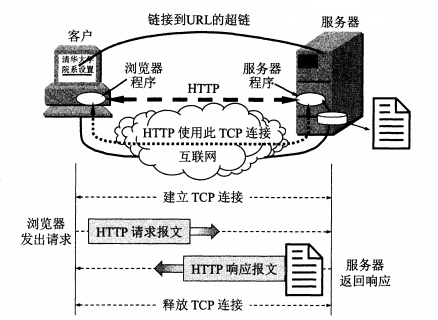 链接到URL的超链
服务器
客户
清华大学
院系设置
浏览器
程序
服务器
程序
HTTP
HTTP 使用此 TCP 连接
互联网
建立 TCP 连接
浏览器
发出请求
HTTP 请求报文
HTTP 响应报文
服务器
返回响应
释放 TCP 连接